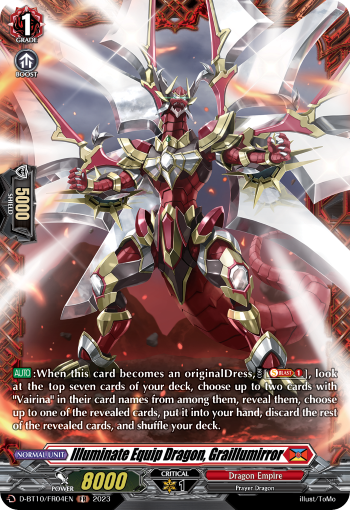 1
GRADE
BOOST
5000
SHIELD
AUTO :When this card becomes an originalDress, [BLAST 1], look
at the top seven cards of your deck, choose up to two cards with
"Vairina" in their card names from among them, reveal them, choose
up to one of the revealed cards, put it into your hand, discard the rest
of the revealed cards, and shuffle your deck.
NORMAL UNIT
Illuminate Equip Dragon, Graillumirror
POWER 8000
CRITICAL
1
Dragon Empire
Prayer Dragon
D-BT10/FR04EN FR 2023
illust/ToMo